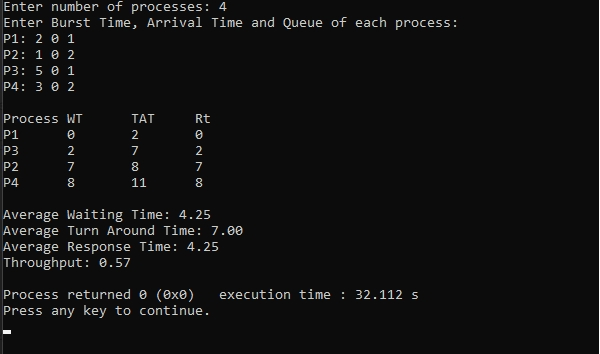 Enter number of processes: 4
Enter Burst Time, Arrival Time and Queue of each process:
P1: 2 0 1
P2: 1 0 2
P3: 5 0 1
P4: 3 0 2
Process WT TAT Rt
P1 0 2 0
P3 2 7 2
P2 7 8 7
P4 8 11 8
Average Waiting Time: 4.25
Average Turn Around Time: 7.00
Average Response Time: 4.25
Throughput: 0.57
Process returned 0 (0x0) execution time : 32.112 s
Press any key to continue.